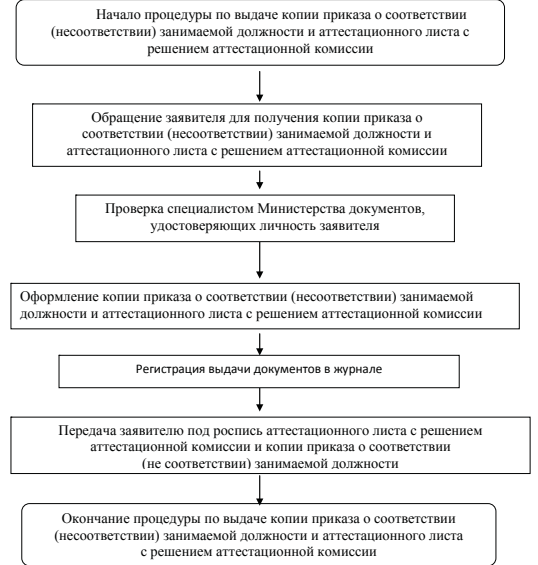 Начало процедуры по выдаче копии приказа о соответствии
(несоответствии) занимаемой должности и аттестационного листа с
решением аттестационной комиссии
Обращение заявителя для получения копии приказа о
соответствии (несоответствии) занимаемой должности и
аттестационного листа с решением аттестационной комиссии
Проверка специалистом Министерства документов,
удостоверяющих личность заявителя
Оформление копии приказа о соответствии (несоответствии) занимаемой
должности и аттестационного листа с решением аттестационной комиссии
Регистрация выдачи документов в журнале
Передача заявителю под роспись аттестационного листа с решением
аттестационной комиссии и копии приказа о соответствии
(не соответствии) занимаемой должности
Окончание процедуры по выдаче копии приказа о соответствии
(несоответствии) занимаемой должности и аттестационного листа
с решением аттестационной комиссии